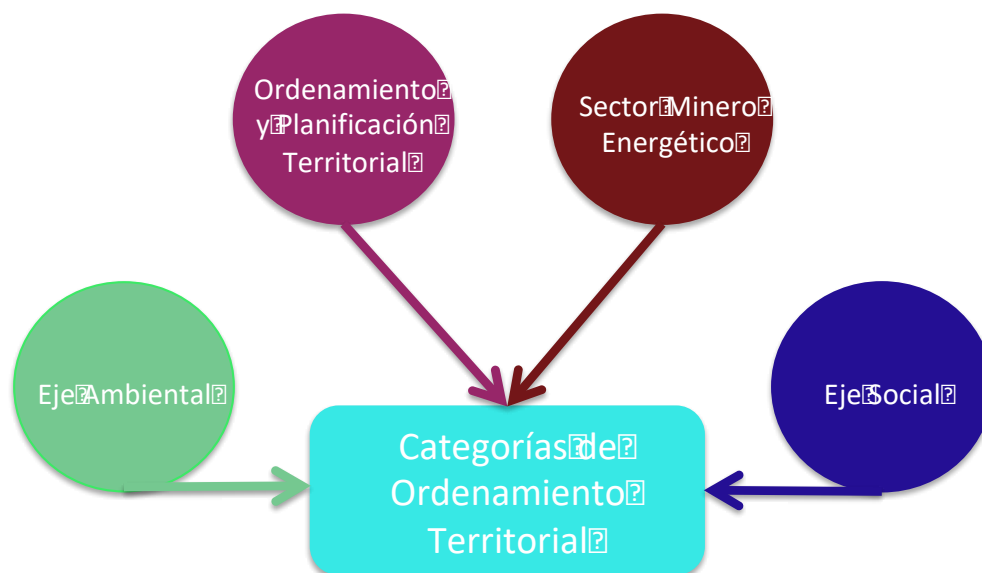 Ordenamiento
y Planificación
Territorial
Sector Minero
Energético
Eje Ambiental
Eje Social
Categorías de
Ordenamiento
Territorial